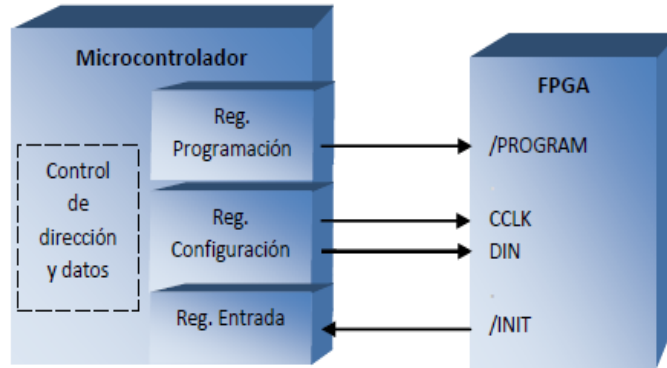 Microcontrolador
Reg.
Programación
Control
de
dirección
y datos
Reg.
Configuración
Reg. Entrada
FPGA
/PROGRAM
CCLK
DIN
/INIT